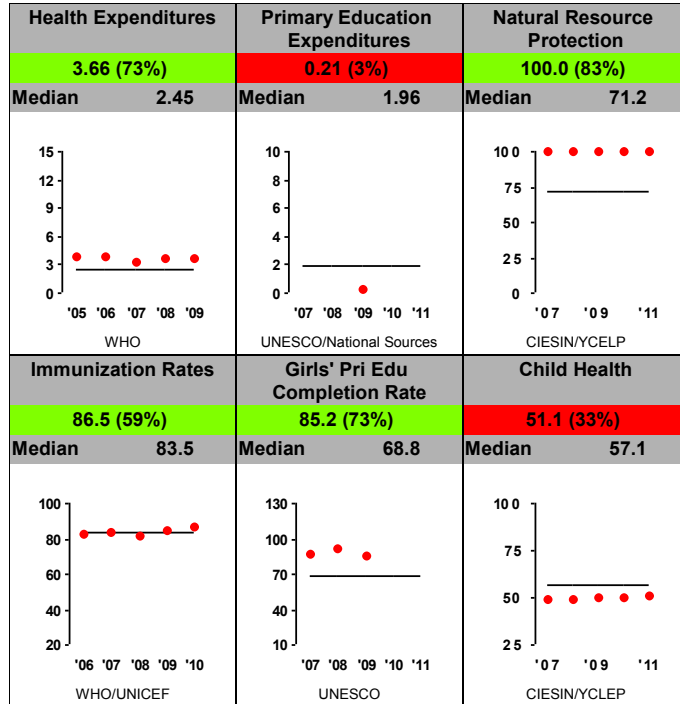 Health Expenditures
3.66 (73%)
Median 2.45
15
12
9
6
3
0
'05 '06 '07 '08 '09
WHO
Primary Education
Expenditures
0.21 (3%)
Median 1.96
10
8
6
4
2
0
'07 '08 '09 '10 '11
UNESCO/National Sources
Natural Resource
Protection
100.0 (83%)
Median 71.2
100
75
50
25
0
'07 '09 '11
CIESIN/YCELP
Immunization Rates
86.5 (59%)
Median 83.5
100
80
60
40
20
'06 '07 '08 '09 '10
WHO/UNICEF
Girls' Pri Edu
Completion Rate
85.2 (73%)
Median 68.8
130
100
70
40
10
'07 '08 '09 '10 '11
UNESCO
Child Health
51.1 (33%)
Median 57.1
100
75
50
25
'07 '09 '11
CIESIN/YCLEP